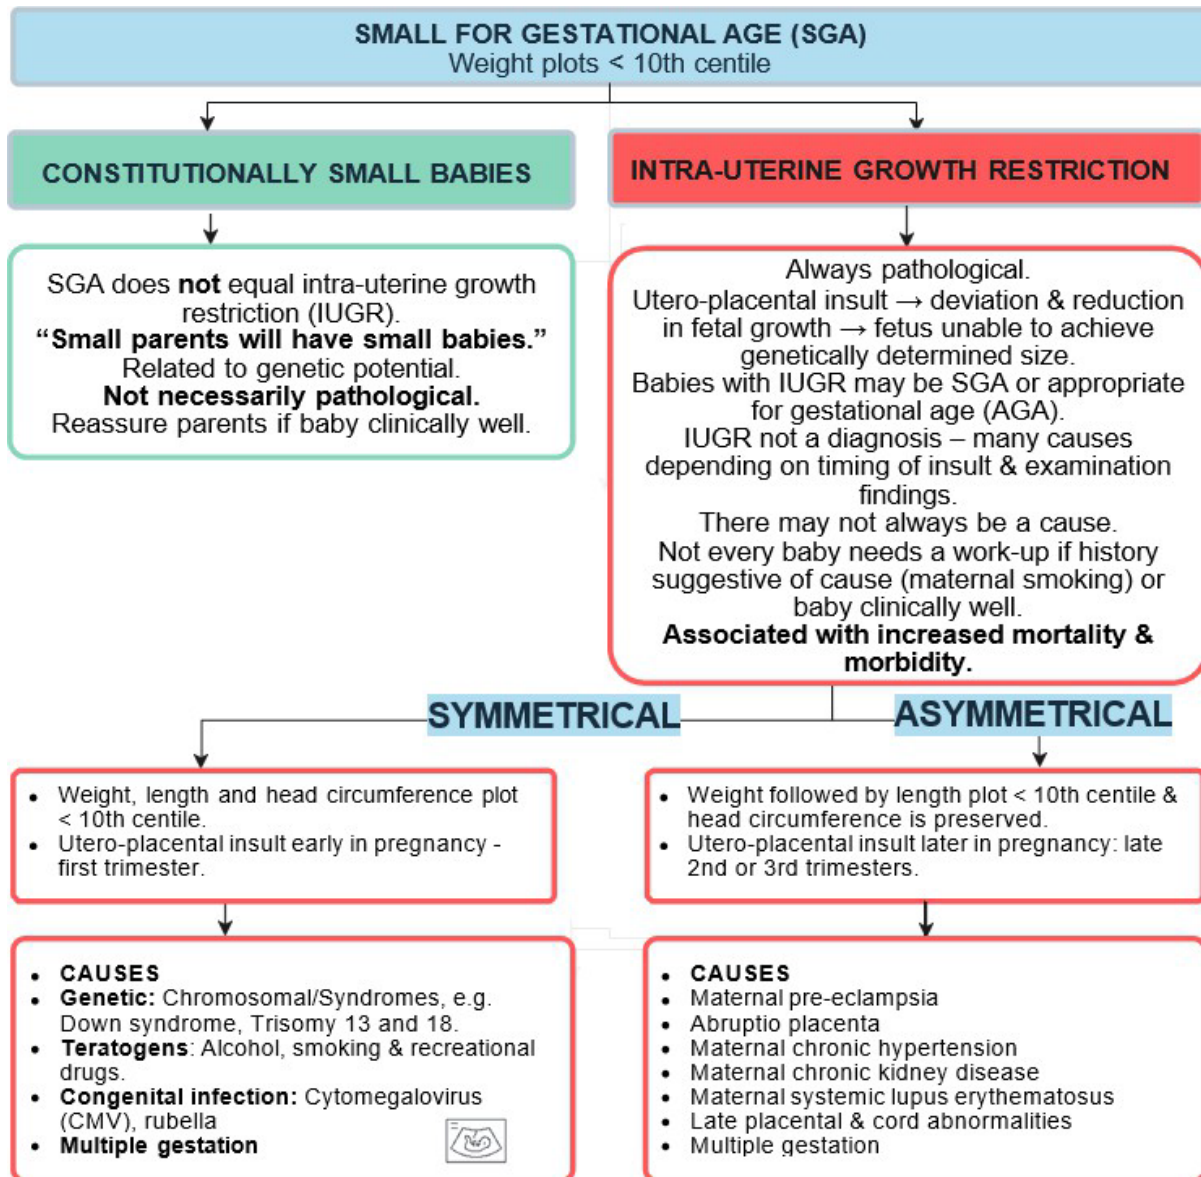 SMALL FOR GESTATIONAL AGE (SGA)
Weight plots < 10th centile
CONSTITUTIONALLY SMALL BABIES
SGA does not equal intra-uterine growth
restriction (IUGR).
“Small parents will have small babies.”
Related to genetic potential.
Not necessarily pathological.
Reassure parents if baby clinically well.
INTRA-UTERINE GROWTH RESTRICTION
Always pathological.
Utero-placental insult → deviation & reduction
in fetal growth → fetus unable to achieve
genetically determined size.
Babies with IUGR may be SGA or appropriate
for gestational age (AGA).
IUGR not a diagnosis – many causes
depending on timing of insult & examination
findings.
There may not always be a cause.
Not every baby needs a work-up if history
suggestive of cause (maternal smoking) or
baby clinically well.
Associated with increased mortality &
morbidity.
SYMMETRICAL
• Weight, length and head circumference plot
< 10th centile.
• Utero-placental insult early in pregnancy -
first trimester.
• CAUSES
• Genetic: Chromosomal/Syndromes, e.g.
Down syndrome, Trisomy 13 and 18.
• Teratogens: Alcohol, smoking & recreational
drugs.
• Congenital infection: Cytomegalovirus
(CMV), rubella
• Multiple gestation
ASYMMETRICAL
• Weight followed by length plot < 10th centile &
head circumference is preserved.
• Utero-placental insult later in pregnancy: late
2nd or 3rd trimesters.
• CAUSES
• Maternal pre-eclampsia
• Abruptio placenta
• Maternal chronic hypertension
• Maternal chronic kidney disease
• Maternal systemic lupus erythematosus
• Late placental & cord abnormalities
• Multiple gestation